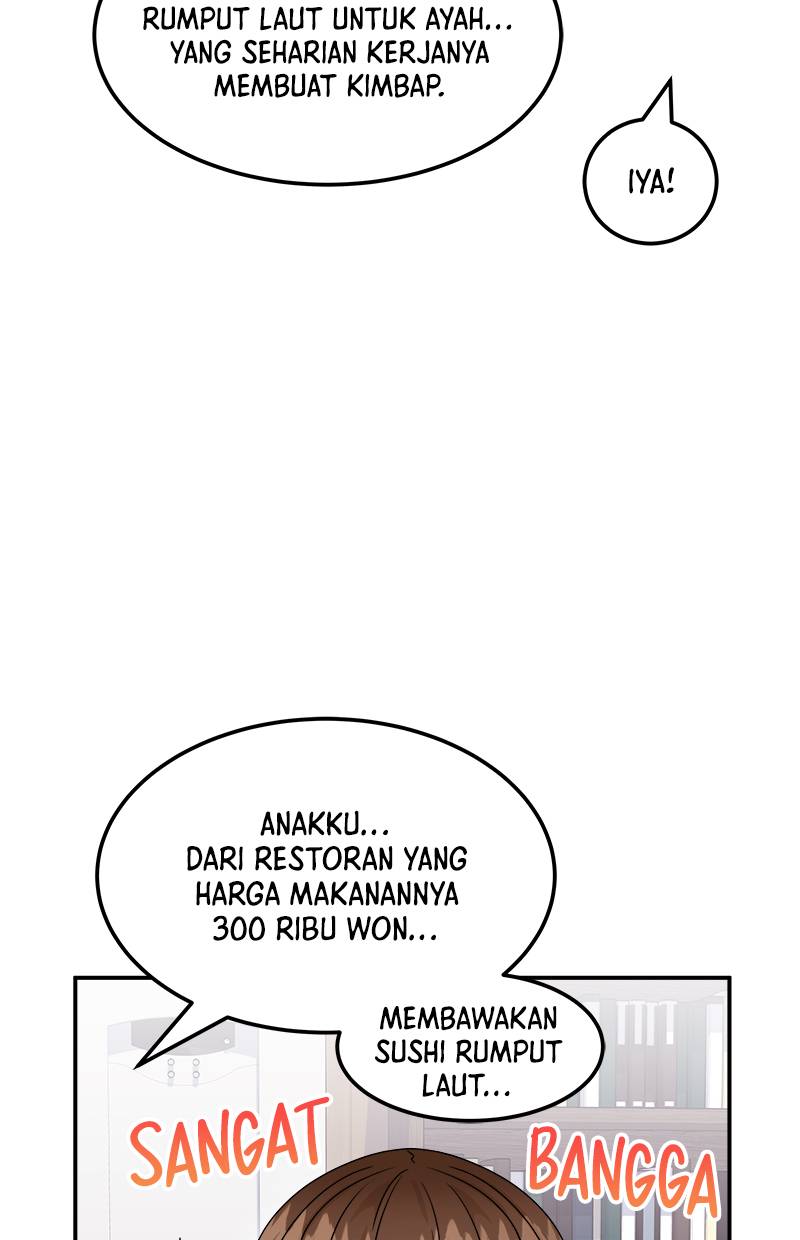 RUMPUT LAUT UNTUK AYAH...
YANG SEHARIAN KERJANYA
MEMBUAT KIMBAP.
IYA!
ANAKKU...
DARI RESTORAN YANG
HARGA MAKANANNYA
300 RIBU WON...
MEMBAWAKAN
SUSHI RUMPUT
LAUT...
SANGAT
BANGGA